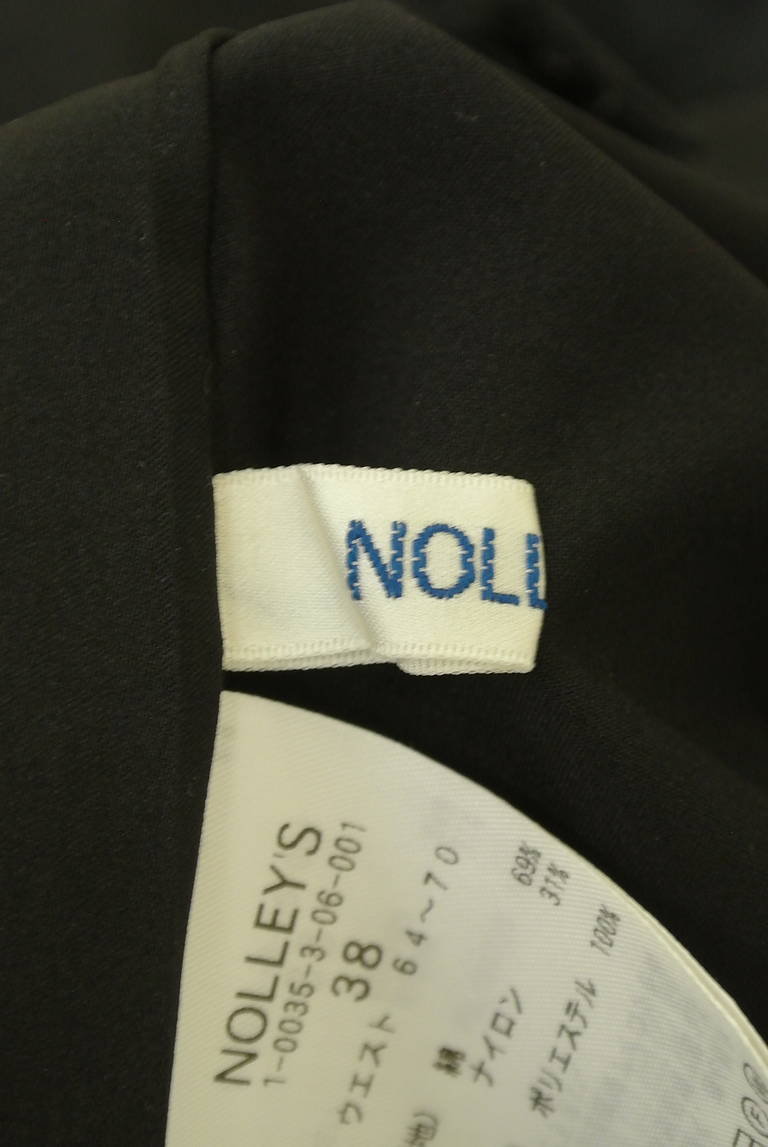 NOLL
NOLLEY'S
1-0035-3-06-001
38
ウエスト 64~70
綿 69%
ナイロン 31%
ポリエステル 100%